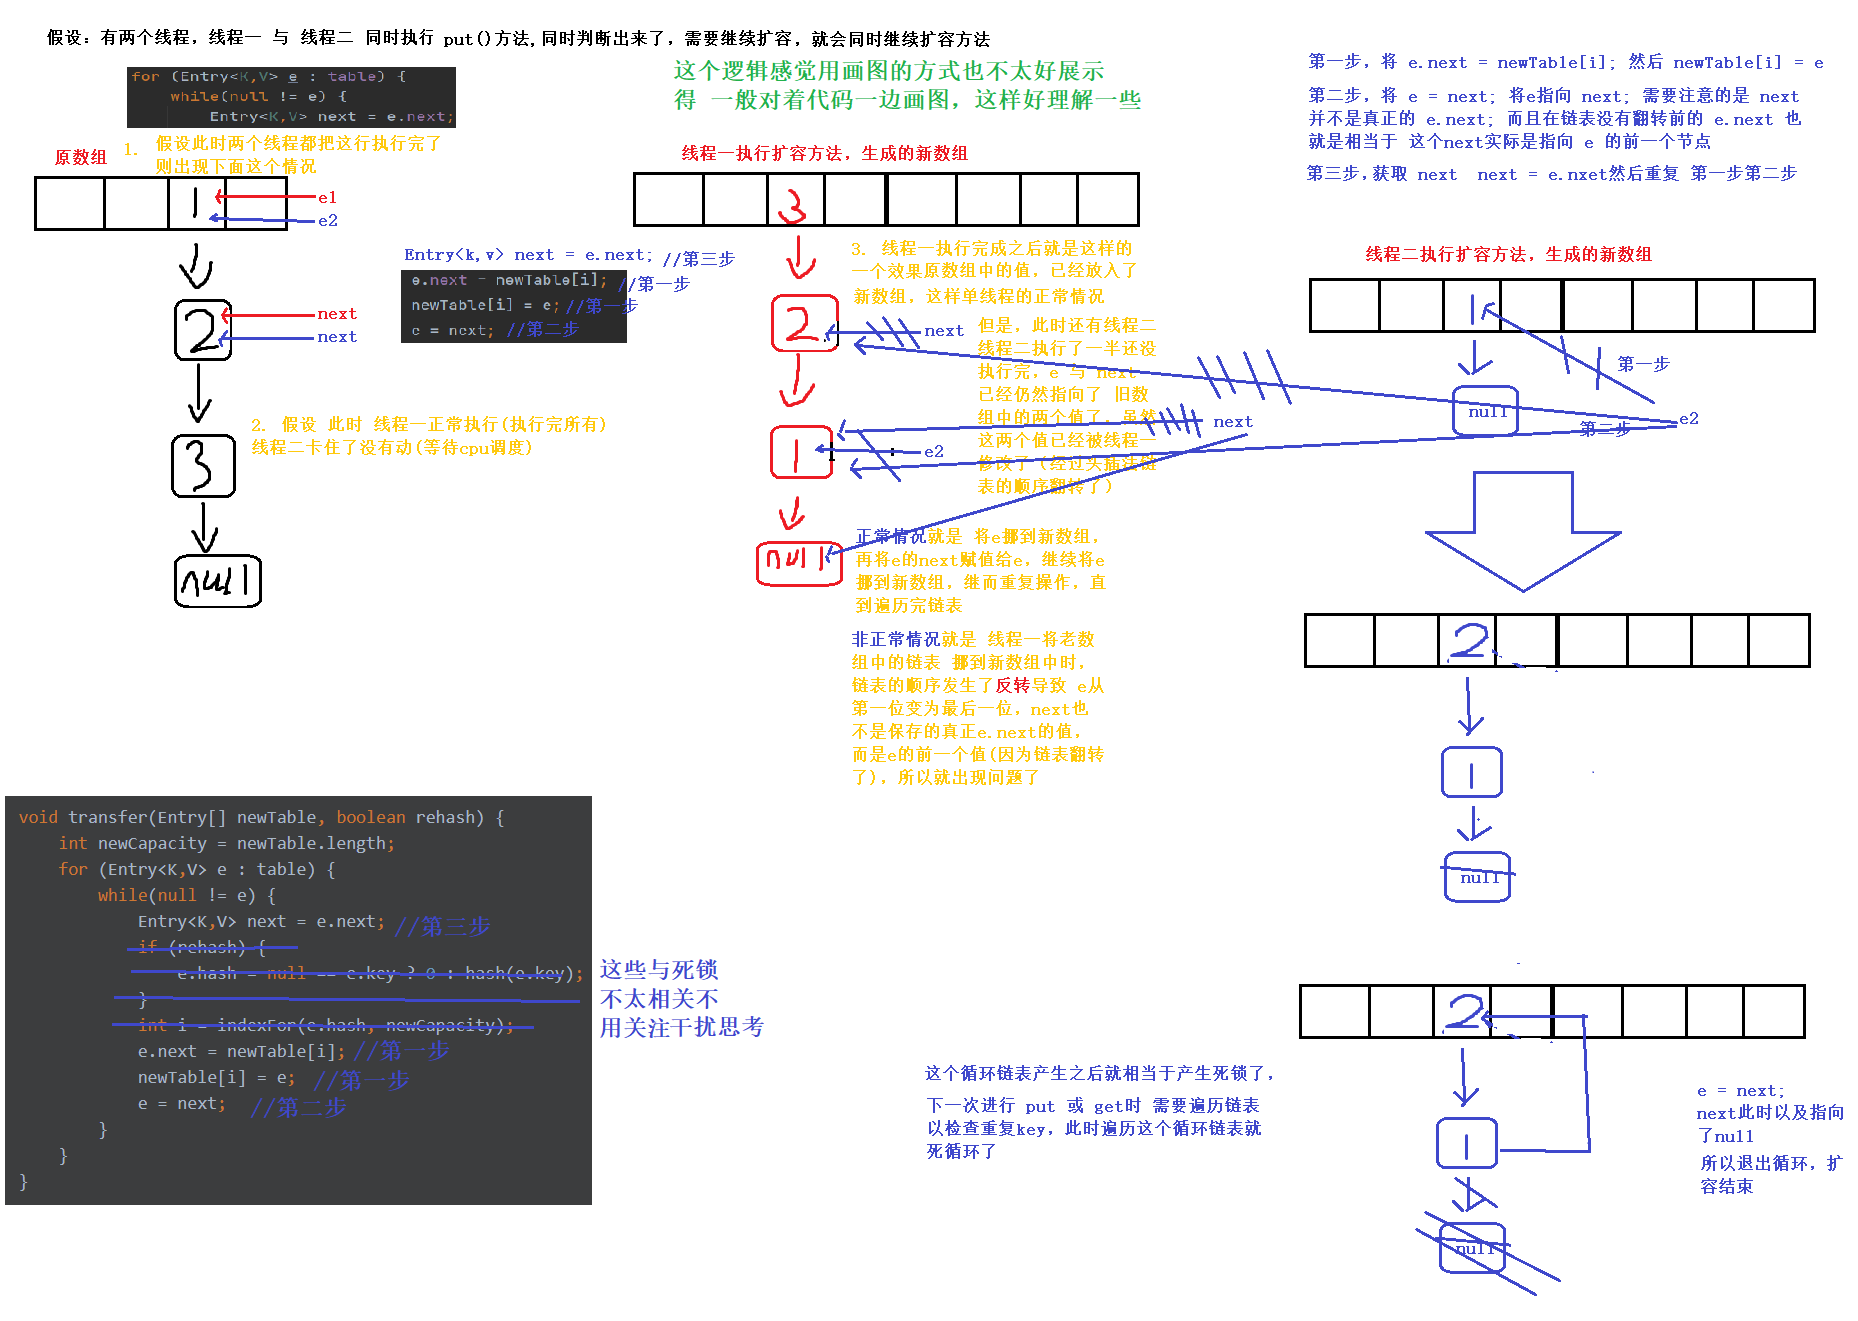 假设：有两个线程，线程一 与 线程二 同时执行 put()方法,同时判断出来了，需要继续扩容，就会同时继续扩容方法
for (Entry<K,V> e : table) {
while(null != e) {
Entry<K,V> next = e.next;
1. 假设此时两个线程都把这行执行完了
则出现下面这个情况
原数组
1
e1
e2
2
next
next
3
null
Entry<k,v> next = e.next; //第三步
e.next = newTable[i]; //第一步
newTable[i] = e; //第一步
e = next; //第二步
2. 假设 此时 线程一正常执行(执行完所有)
线程二卡住了没有动(等待cpu调度)
这个逻辑感觉用画图的方式也不太好展示
得 一般对着代码一边画图，这样好理解一些
线程一执行扩容方法，生成的新数组
3
2
1
null
next
e2
next
3. 线程一执行完成之后就是这样的
一个效果原数组中的值，已经放入了
新数组，这样单线程的正常情况
但是，此时还有线程二
线程二执行了一半还没
执行完，e 与 next
已经仍然指向了 旧数
组中的两个值了，虽然
这两个值已经被线程一
修改了（经过头插法链
表的顺序翻转了）
正常情况就是 将e挪到新数组，
再将e的next赋值给e，继续将e
挪到新数组，继而重复操作，直
到遍历完链表
非正常情况就是 线程一将老数
组中的链表 挪到新数组中时，
链表的顺序发生了反转导致 e从
第一位变为最后一位，next也
不是保存的真正e.next的值，
而是e的前一个值(因为链表翻转
了)，所以就出现问题了
第一步，将 e.next = newTable[i]; 然后 newTable[i] = e
第二步，将 e = next; 将e指向 next; 需要注意的是 next
并不是真正的 e.next; 而且在链表没有翻转前的 e.next 也
就是相当于 这个next实际是指向 e 的前一个节点
第三步,获取 next next = e.nxet然后重复 第一步第二步
线程二执行扩容方法，生成的新数组
1
第一步
null
第二步
e2
2
1
null
2
1
null
e = next;
next此时以及指向
了null
所以退出循环，扩
容结束
这个循环链表产生之后就相当于产生死锁了，
下一次进行 put 或 get时 需要遍历链表
以检查重复key，此时遍历这个循环链表就
死循环了
void transfer(Entry[] newTable, boolean rehash) {
int newCapacity = newTable.length;
for (Entry<K,V> e : table) {
while(null != e) {
Entry<K,V> next = e.next; //第三步
if (rehash) {
e.hash = null == e.key ? 0 : hash(e.key);
}
int i = indexFor(e.hash, newCapacity);
e.next = newTable[i]; //第一步
newTable[i] = e; //第一步
e = next; //第二步
}
}
}
这些与死锁
不太相关不
用关注干扰思考